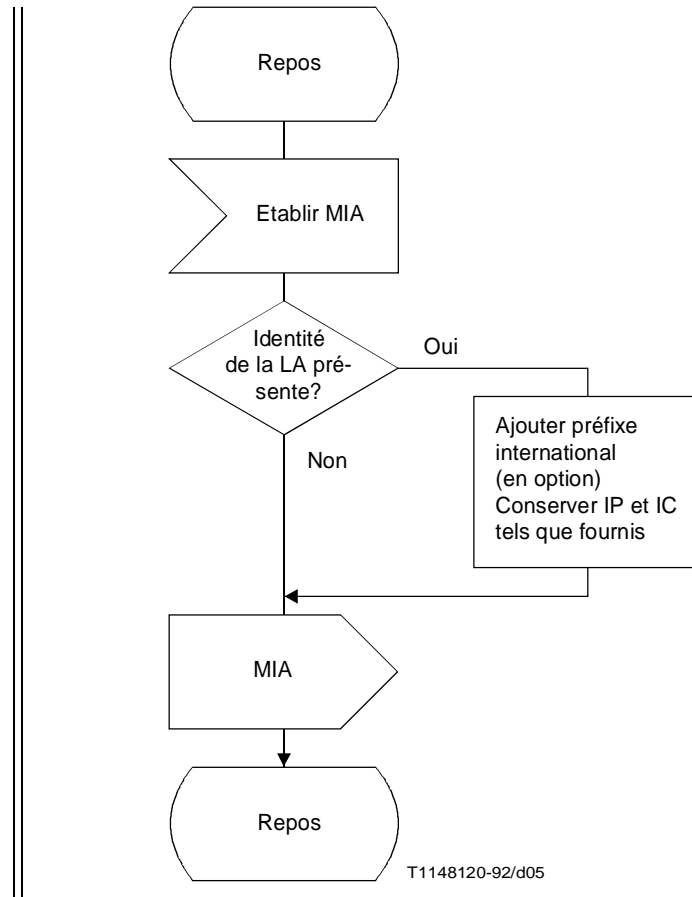 Repos
Etablir MIA
Identité
de la LA pré-
sente?
Oui
Ajouter préfixe
international
(en option)
Conserver IP et IC
tels que fournis
Non
MIA
Repos
T1148120-92/d05